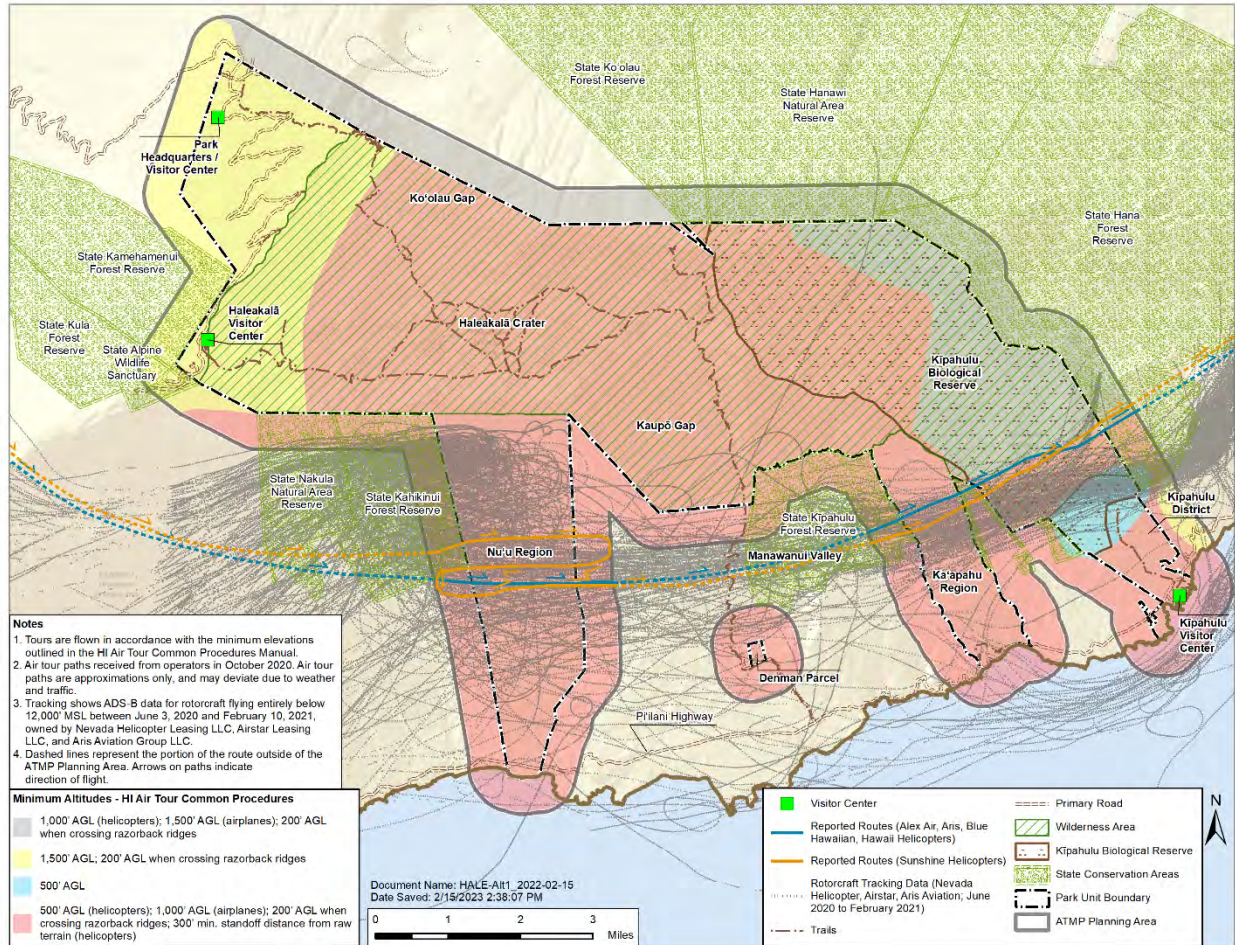 State Koʻolau
Forest Reserve
State Hanawi
Natural Area
Reserve
Park
Headquarters /
Visitor Center
Koʻolau Gap
State Hana
Forest
Reserve
State Kamehamenui
Forest Reserve
Haleakalā
Visitor
Center
Haleakalā Crater
State Kula
Forest
Reserve
State Alpine
Wildlife
Sanctuary
Kīpahulu
Biological
Reserve
Kaupō Gap
State Nakula
Natural Area
Reserve
State Kahikinui
Forest Reserve
Kīpahulu
District
State Kīpahulu
Forest Reserve
Nuʻu Region
Manawainui Valley
Kaʻāpahu
Region
Kīpahulu
Visitor
Center
Denman Parcel
Piʻilani Highway
Notes
1. Tours are flown in accordance with the minimum elevations
outlined in the HI Air Tour Common Procedures Manual.
2. Air tour paths received from operators in October 2020. Air tour
paths are approximations only, and may deviate due to weather
and traffic.
3. Tracking shows ADS-B data for rotorcraft flying entirely below
12,000' MSL between June 3, 2020 and February 10, 2021,
owned by Nevada Helicopter Leasing LLC, Airstar Leasing
LLC, and Aris Aviation Group LLC.
4. Dashed lines represent the portion of the route outside of the
ATMP Planning Area. Arrows on paths indicate
direction of flight.
Minimum Altitudes - HI Air Tour Common Procedures
1,000' AGL (helicopters); 1,500' AGL (airplanes); 200' AGL
when crossing razorback ridges
1,500' AGL; 200' AGL when crossing razorback ridges
500' AGL
500' AGL (helicopters); 1,000' AGL (airplanes); 200' AGL when
crossing razorback ridges; 300' min. standoff distance from raw
terrain (helicopters)
Document Name: HALE-Alt1_2022-02-15
Date Saved: 2/15/2023 2:38:07 PM
0 1 2 3
Miles
Visitor Center
Reported Routes (Alex Air, Aris, Blue
Hawaiian, Hawaii Helicopters)
Reported Routes (Sunshine Helicopters)
Rotorcraft Tracking Data (Nevada
Helicopter, Airstar, Aris Aviation; June
2020 to February 2021)
Trails
Primary Road
Wilderness Area
Kīpahulu Biological Reserve
State Conservation Areas
Park Unit Boundary
ATMP Planning Area
N